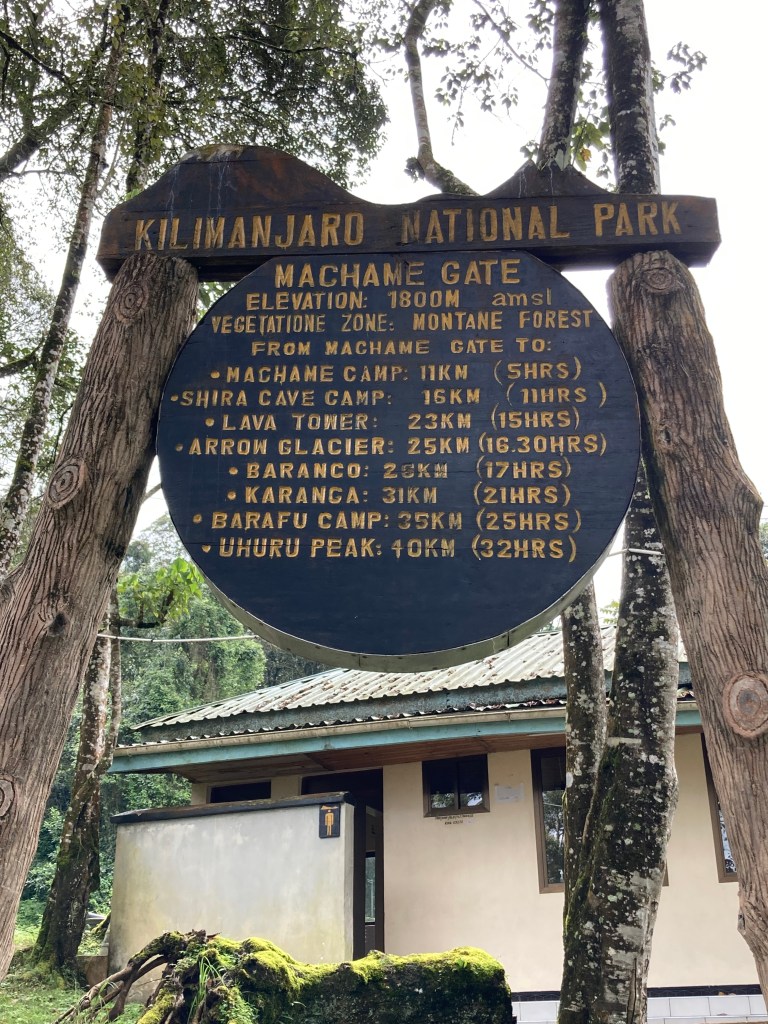 KILIMANJARO NATIONAL PARK
MACHAME GATE
ELEVATION: 1800M amsl
VEGETATIONE ZONE: MONTANE FOREST
FROM MACHAME GATE TO:
• MACHAME CAMP: 11KM (5HRS)
• SHIRA CAVE CAMP: 16KM (11HRS)
• LAVA TOWER: 23KM (15HRS)
• ARROW GLACIER: 25KM (16.30HRS)
• BARANCO: 26KM (17HRS)
• KARANGA: 31KM (21HRS)
• BARAFU CAMP: 35KM (25HRS)
• UHURU PEAK: 40KM (32HRS)